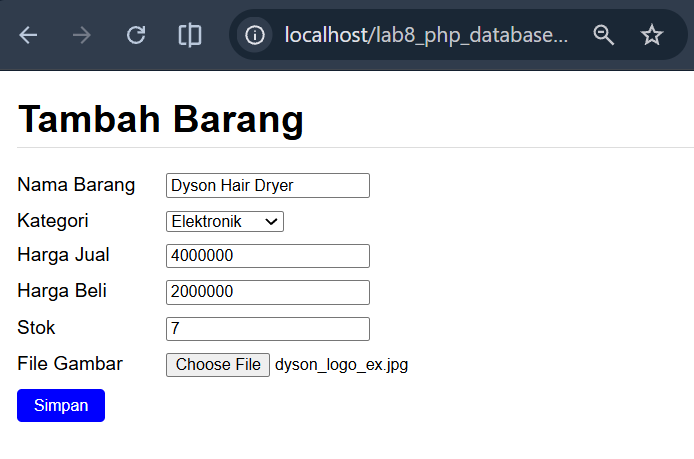 localhost/lab8_php_database...
Tambah Barang
Nama Barang Dyson Hair Dryer
Kategori Elektronik
Harga Jual 4000000
Harga Beli 2000000
Stok 7
File Gambar Choose File dyson_logo_ex.jpg
Simpan